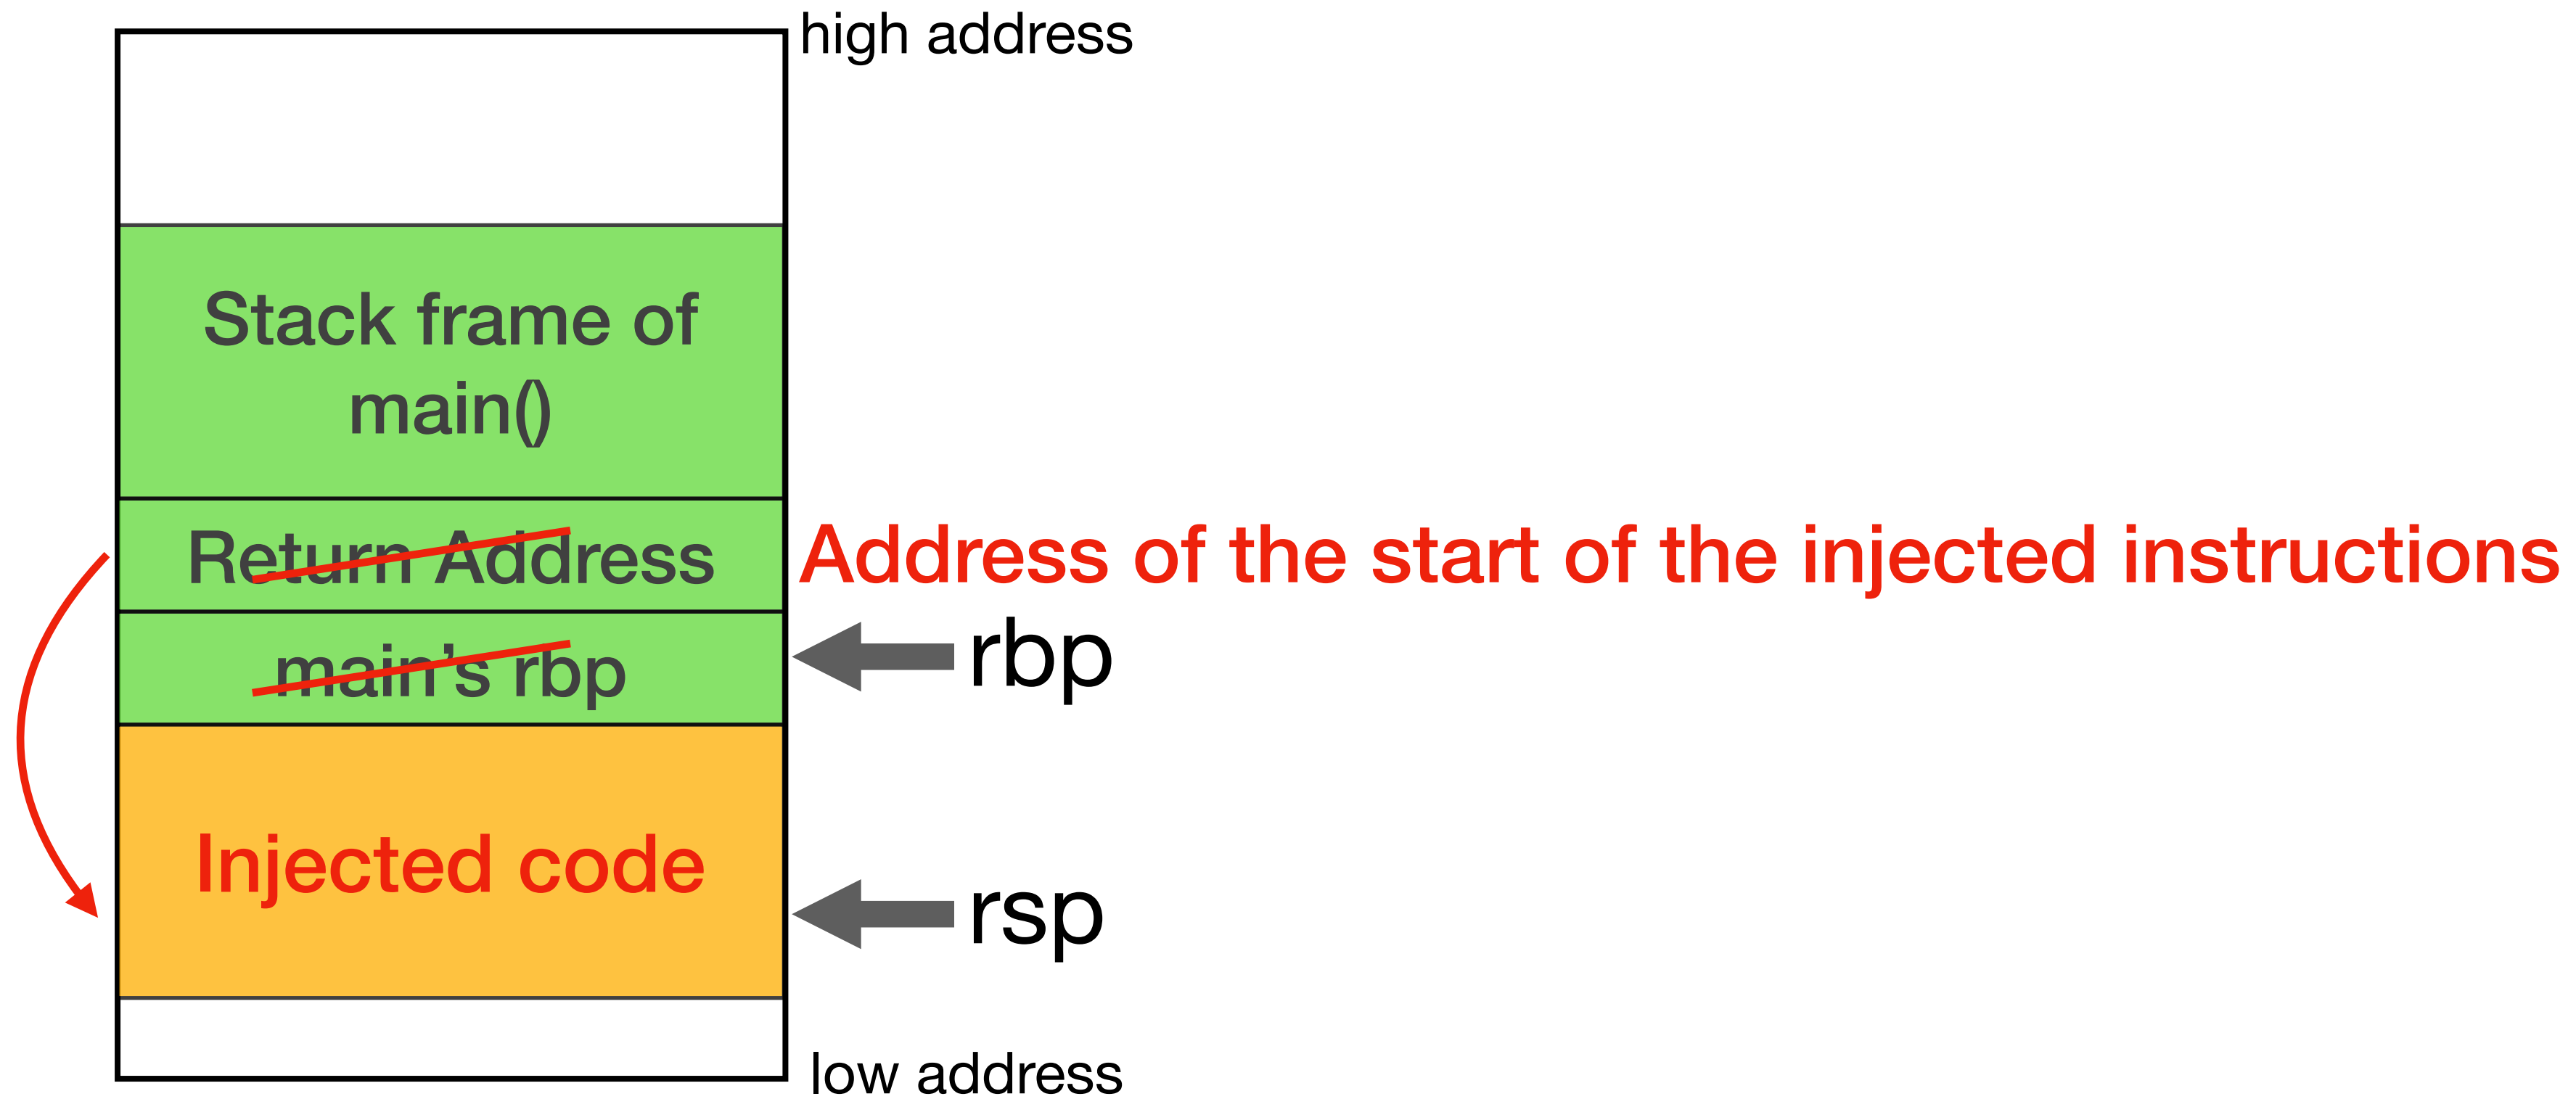 high address
Stack frame of
main()
Return Address
Address of the start of the injected instructions
main’s rbp
rbp
Injected code
rsp
low address